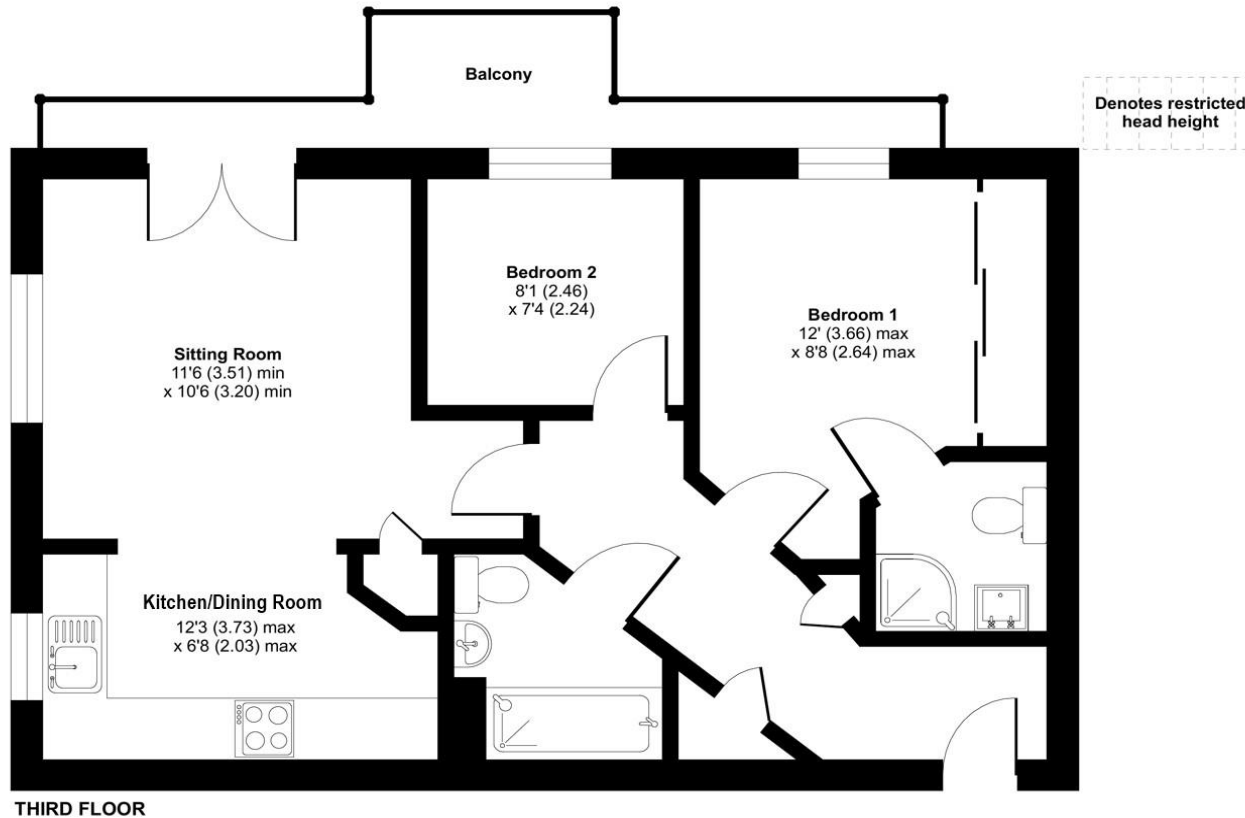 Balcony
Denotes restricted
head height
Bedroom 2
8'1 (2.46)
x 7'4 (2.24)
Bedroom 1
12' (3.66) max
x 8'8 (2.64) max
Sitting Room
11'6 (3.51) min
x 10'6 (3.20) min
Kitchen/Dining Room
12'3 (3.73) max
x 6'8 (2.03) max
THIRD FLOOR